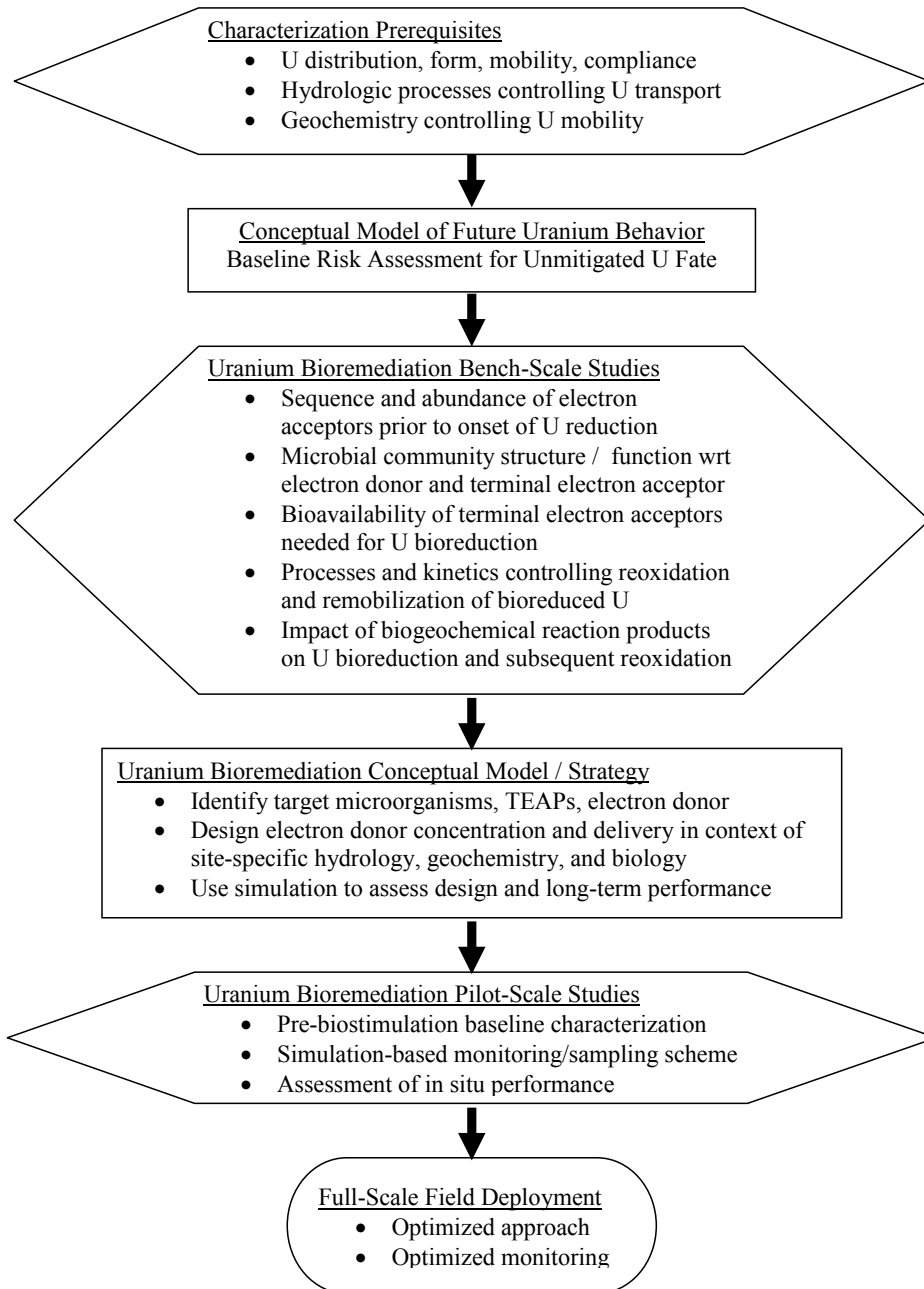 Characterization Prerequisites
• U distribution, form, mobility, compliance
• Hydrologic processes controlling U transport
• Geochemistry controlling U mobility
Conceptual Model of Future Uranium Behavior
Baseline Risk Assessment for Unmitigated U Fate
Uranium Bioremediation Bench-Scale Studies
• Sequence and abundance of electron
acceptors prior to onset of U reduction
• Microbial community structure / function wrt
electron donor and terminal electron acceptor
• Bioavailability of terminal electron acceptors
needed for U bioreduction
• Processes and kinetics controlling reoxidation
and remobilization of bioreduced U
• Impact of biogeochemical reaction products
on U bioreduction and subsequent reoxidation
Uranium Bioremediation Conceptual Model / Strategy
• Identify target microorganisms, TEAPs, electron donor
• Design electron donor concentration and delivery in context of
site-specific hydrology, geochemistry, and biology
• Use simulation to assess design and long-term performance
Uranium Bioremediation Pilot-Scale Studies
• Pre-biostimulation baseline characterization
• Simulation-based monitoring/sampling scheme
• Assessment of in situ performance
Full-Scale Field Deployment
• Optimized approach
• Optimized monitoring